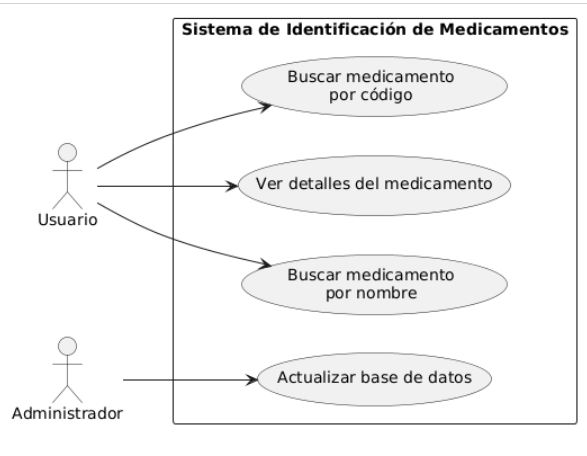 Sistema de Identificación de Medicamentos
Buscar medicamento
por código
Ver detalles del medicamento
Usuario
Buscar medicamento
por nombre
Actualizar base de datos
Administrador